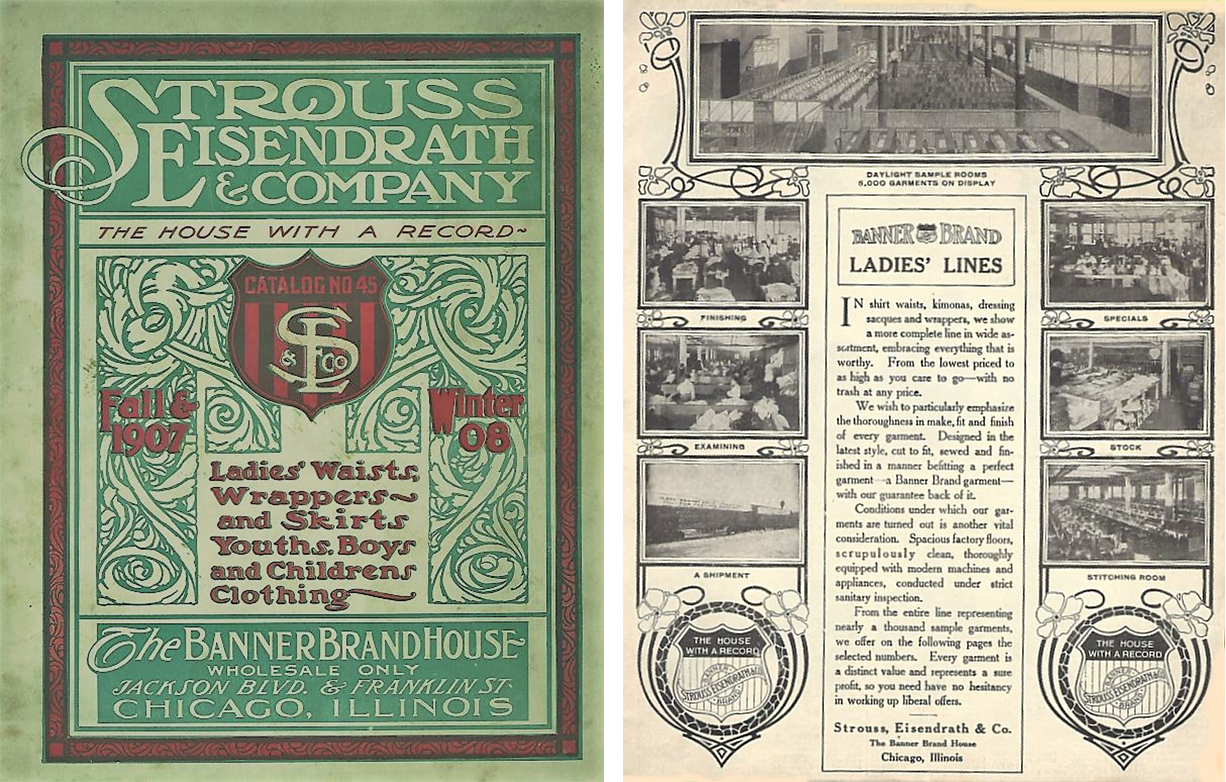 STROUSS
EISENDRATH
& COMPANY
THE HOUSE WITH A RECORD~
CATALOG NO 45
SE & CO
Fall &
1907
Winter
08
Ladies' Waists,
Wrappers~
and Skirts
Youths, Boys
and Childrens
Clothing
The BANNER BRAND HOUSE
WHOLESALE ONLY
JACKSON BLVD. & FRANKLIN ST.
CHICAGO, ILLINOIS
DAYLIGHT SAMPLE ROOMS
5,000 GARMENTS ON DISPLAY
FINISHING
EXAMINING
A SHIPMENT
THE HOUSE
WITH A RECORD
BANNER
STROUSS EISENDRATH & CO.
BRAND
BANNER BRAND
LADIES' LINES
IN shirt waists, kimonas, dressing
sacques and wrappers, we show
a more complete line in wide as-
sortment, embracing everything that is
worthy. From the lowest priced to
as high as you care to go—with no
trash at any price.
We wish to particularly emphasize
the thoroughness in make, fit and finish
of every garment. Designed in the
latest style, cut to fit, sewed and fin-
ished in a manner befitting a perfect
garment—a Banner Brand garment—
with our guarantee back of it.
Conditions under which our gar-
ments are turned out is another vital
consideration. Spacious factory floors,
scrupulously clean, thoroughly
equipped with modern machines and
appliances, conducted under strict
sanitary inspection.
From the entire line representing
nearly a thousand sample garments,
we offer on the following pages the
selected numbers. Every garment is
a distinct value and represents a sure
profit, so you need have no hesitancy
in working up liberal offers.
Strouss, Eisendrath & Co.
The Banner Brand House
Chicago, Illinois
SPECIALS
STOCK
STITCHING ROOM
THE HOUSE
WITH A RECORD
BANNER
STROUSS EISENDRATH & CO.
BRAND